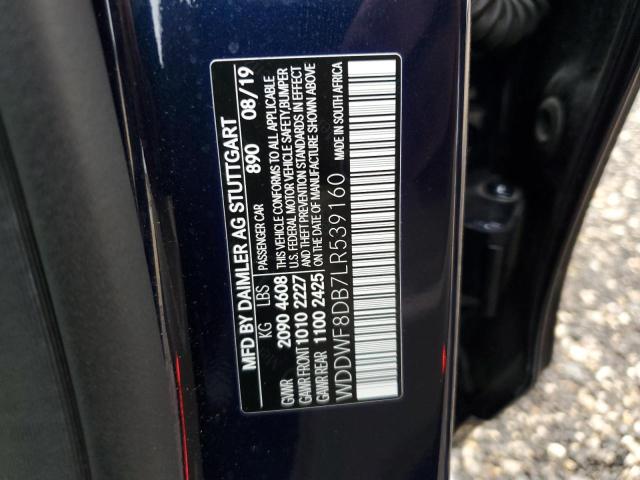 MFD BY DAIMLER AG STUTTGART
PASSENGER CAR 890 08/19
KG LBS THIS VEHICLE CONFORMS TO ALL APPLICABLE
GVWR 2090 4608 U.S. FEDERAL MOTOR VEHICLE SAFETY, BUMPER
GAWR FRONT 1010 2227 AND THEFT PREVENTION STANDARDS IN EFFECT
GAWR REAR 1100 2425 ON THE DATE OF MANUFACTURE SHOWN ABOVE
WDDWF8DB7LR539160 MADE IN SOUTH AFRICA